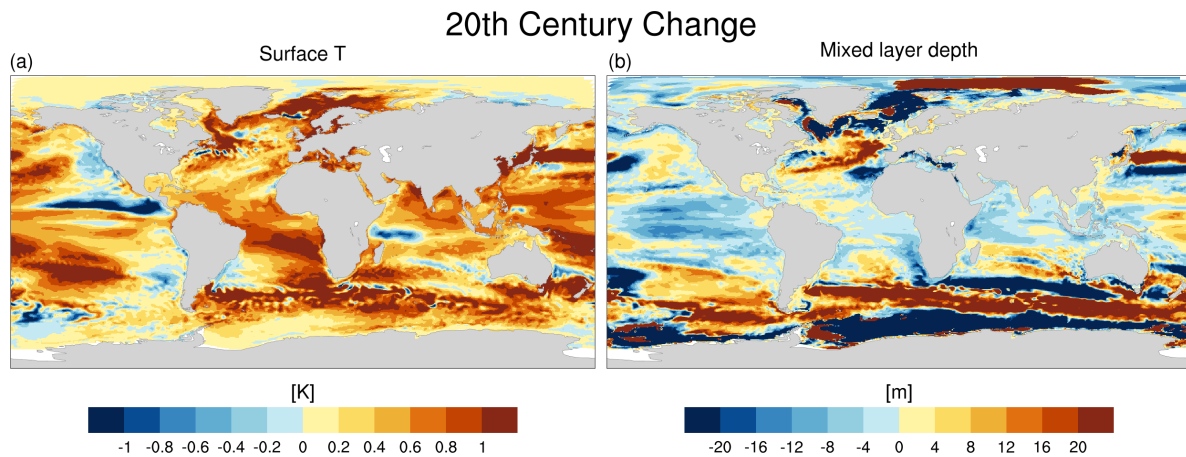 20th Century Change
(a)
Surface T
(b)
Mixed layer depth
[K]
-1 -0.8 -0.6 -0.4 -0.2 0 0.2 0.4 0.6 0.8 1
[m]
-20 -16 -12 -8 -4 0 4 8 12 16 20